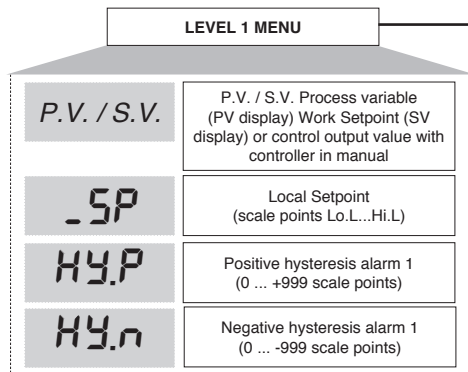 LEVEL 1 MENU
P.V. / S.V.
P.V. / S.V. Process variable
(PV display) Work Setpoint (SV
display) or control output value with
controller in manual
_SP
Local Setpoint
(scale points Lo.L...Hi.L)
HY.P
Positive hysteresis alarm 1
(0 ... +999 scale points)
HY.n
Negative hysteresis alarm 1
(0 ... -999 scale points)